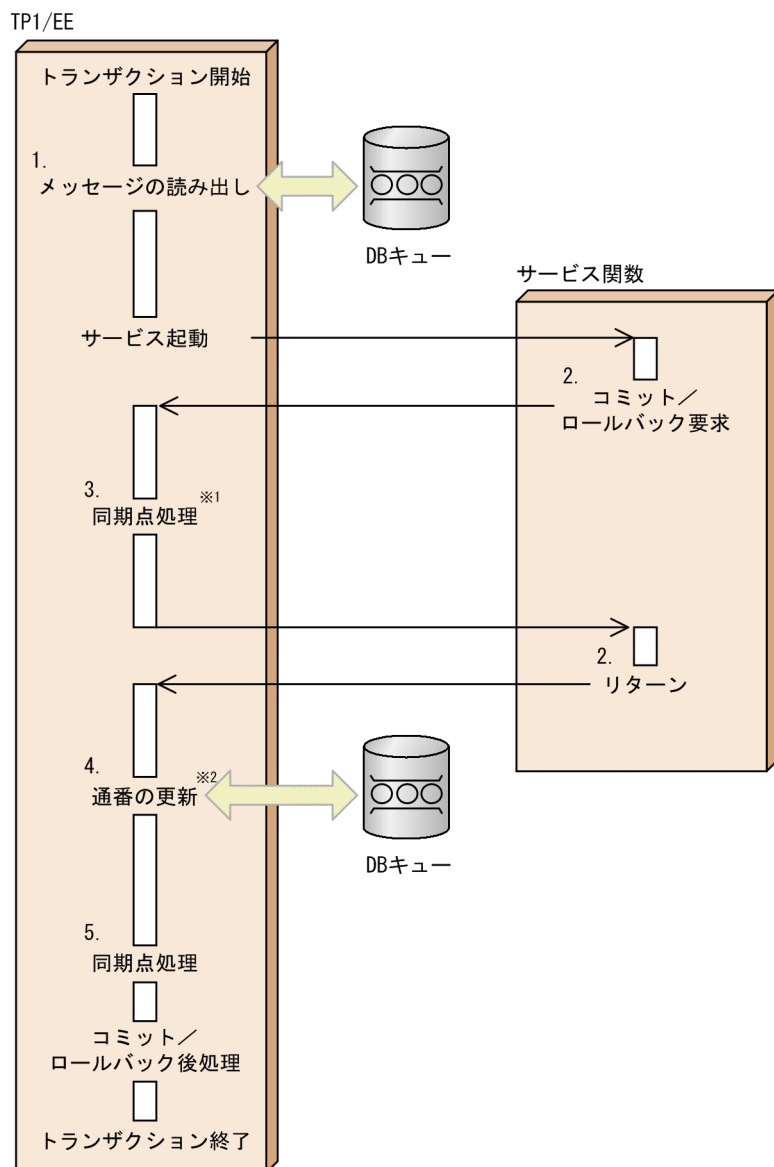 TP1/EE
トランザクション開始
1.
メッセージの読み出し
DBキュー
サービス関数
サービス起動
2.
コミット／
ロールバック要求
3.
同期点処理※1
2.
リターン
4.
通番の更新※2
DBキュー
5.
同期点処理
コミット／
ロールバック後処理
トランザクション終了